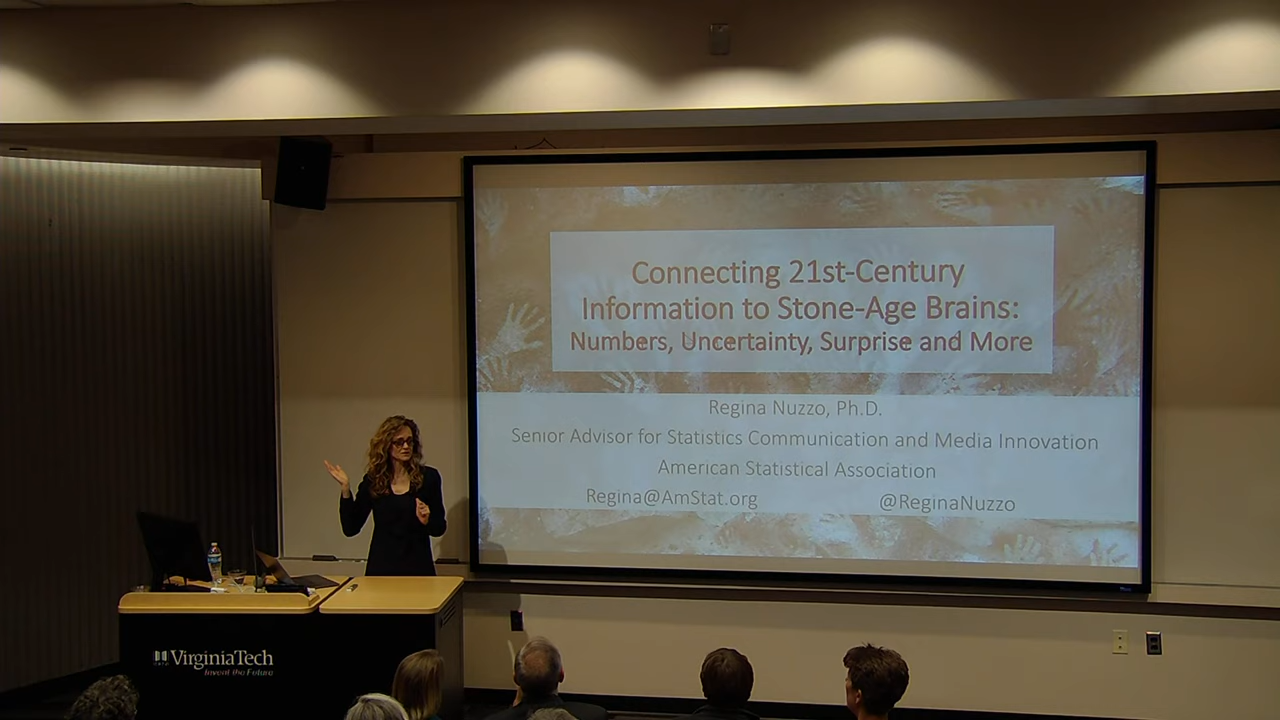 Connecting 21st-Century
Information to Stone-Age Brains:
Numbers, Uncertainty, Surprise and More
Regina Nuzzo, Ph.D.
Senior Advisor for Statistics Communication and Media Innovation
American Statistical Association
Regina@AmStat.org @ReginaNuzzo
VirginiaTech
Invent the Future